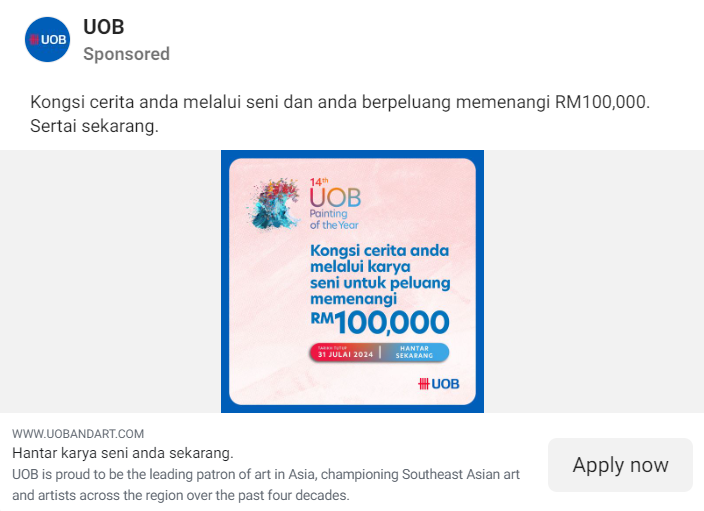 UOB
UOB
Sponsored
Kongsi cerita anda melalui seni dan anda berpeluang memenangi RM100,000.
Sertai sekarang.
14th
UOB
Painting
of the Year
Kongsi cerita anda
melalui karya
seni untuk peluang
memenangi
RM100,000
TARIKH TUTUP
31 JULAI 2024
HANTAR
SEKARANG
UOB
WWW.UOBANDART.COM
Hantar karya seni anda sekarang.
UOB is proud to be the leading patron of art in Asia, championing Southeast Asian art
and artists across the region over the past four decades.
Apply now